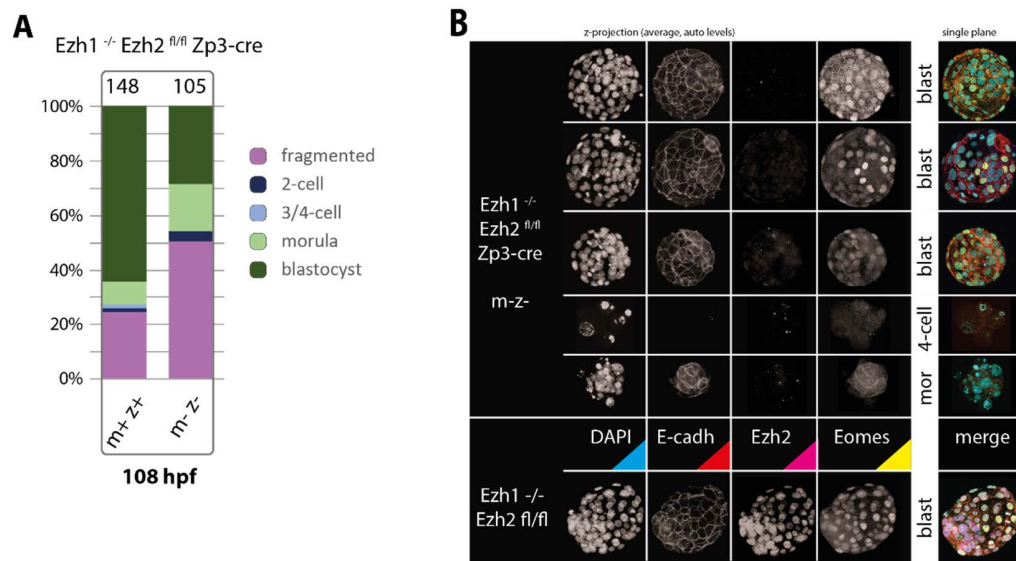 A
Ezh1 -/- Ezh2 fl/fl Zp3-cre
148 105
100%
80%
60%
40%
20%
0%
m+ z+
m- z-
108 hpf
fragmented
2-cell
3/4-cell
morula
blastocyst
B
z-projection (average, auto levels)
single plane
Ezh1 -/-
Ezh2 fl/fl
Zp3-cre
m-z-
blast
blast
blast
4-cell
mor
DAPI E-cadh Ezh2 Eomes merge
Ezh1 -/-
Ezh2 fl/fl
blast